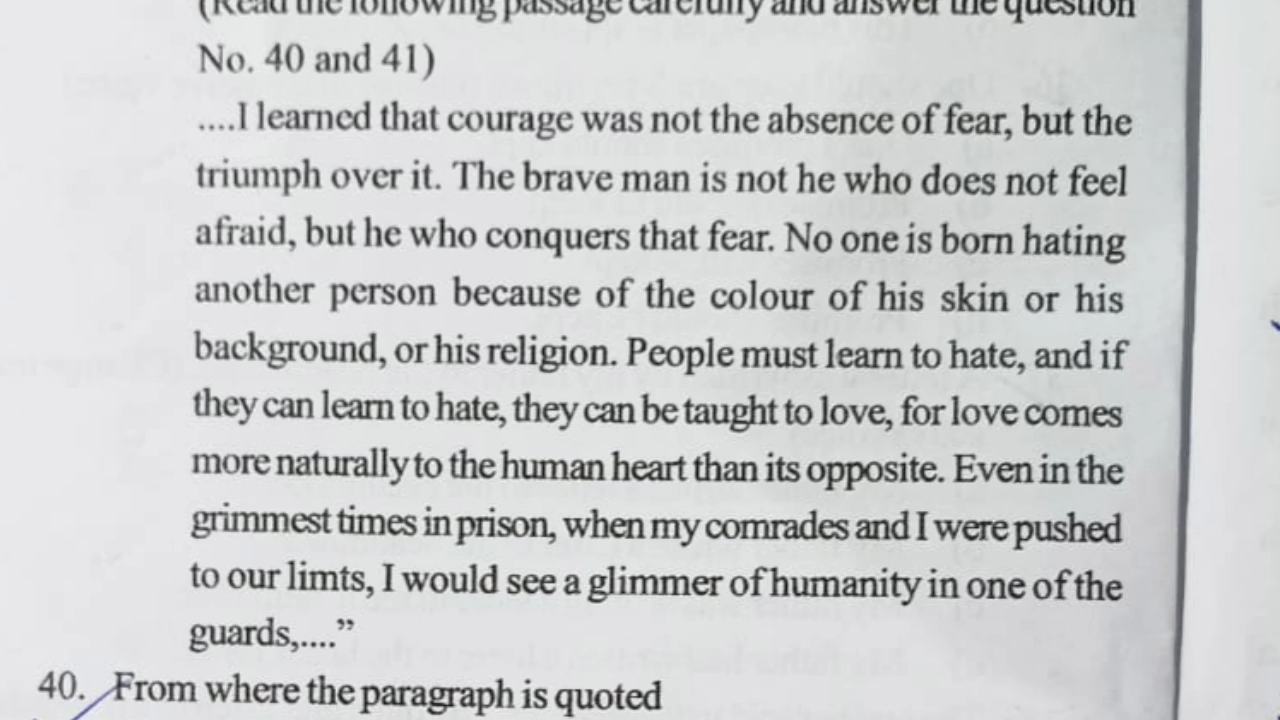 (Read the following passage carefully and answer the question
No. 40 and 41)
....I learned that courage was not the absence of fear, but the
triumph over it. The brave man is not he who does not feel
afraid, but he who conquers that fear. No one is born hating
another person because of the colour of his skin or his
background, or his religion. People must learn to hate, and if
they can learn to hate, they can be taught to love, for love comes
more naturally to the human heart than its opposite. Even in the
grimmest times in prison, when my comrades and I were pushed
to our limts, I would see a glimmer of humanity in one of the
guards,....”
40. From where the paragraph is quoted